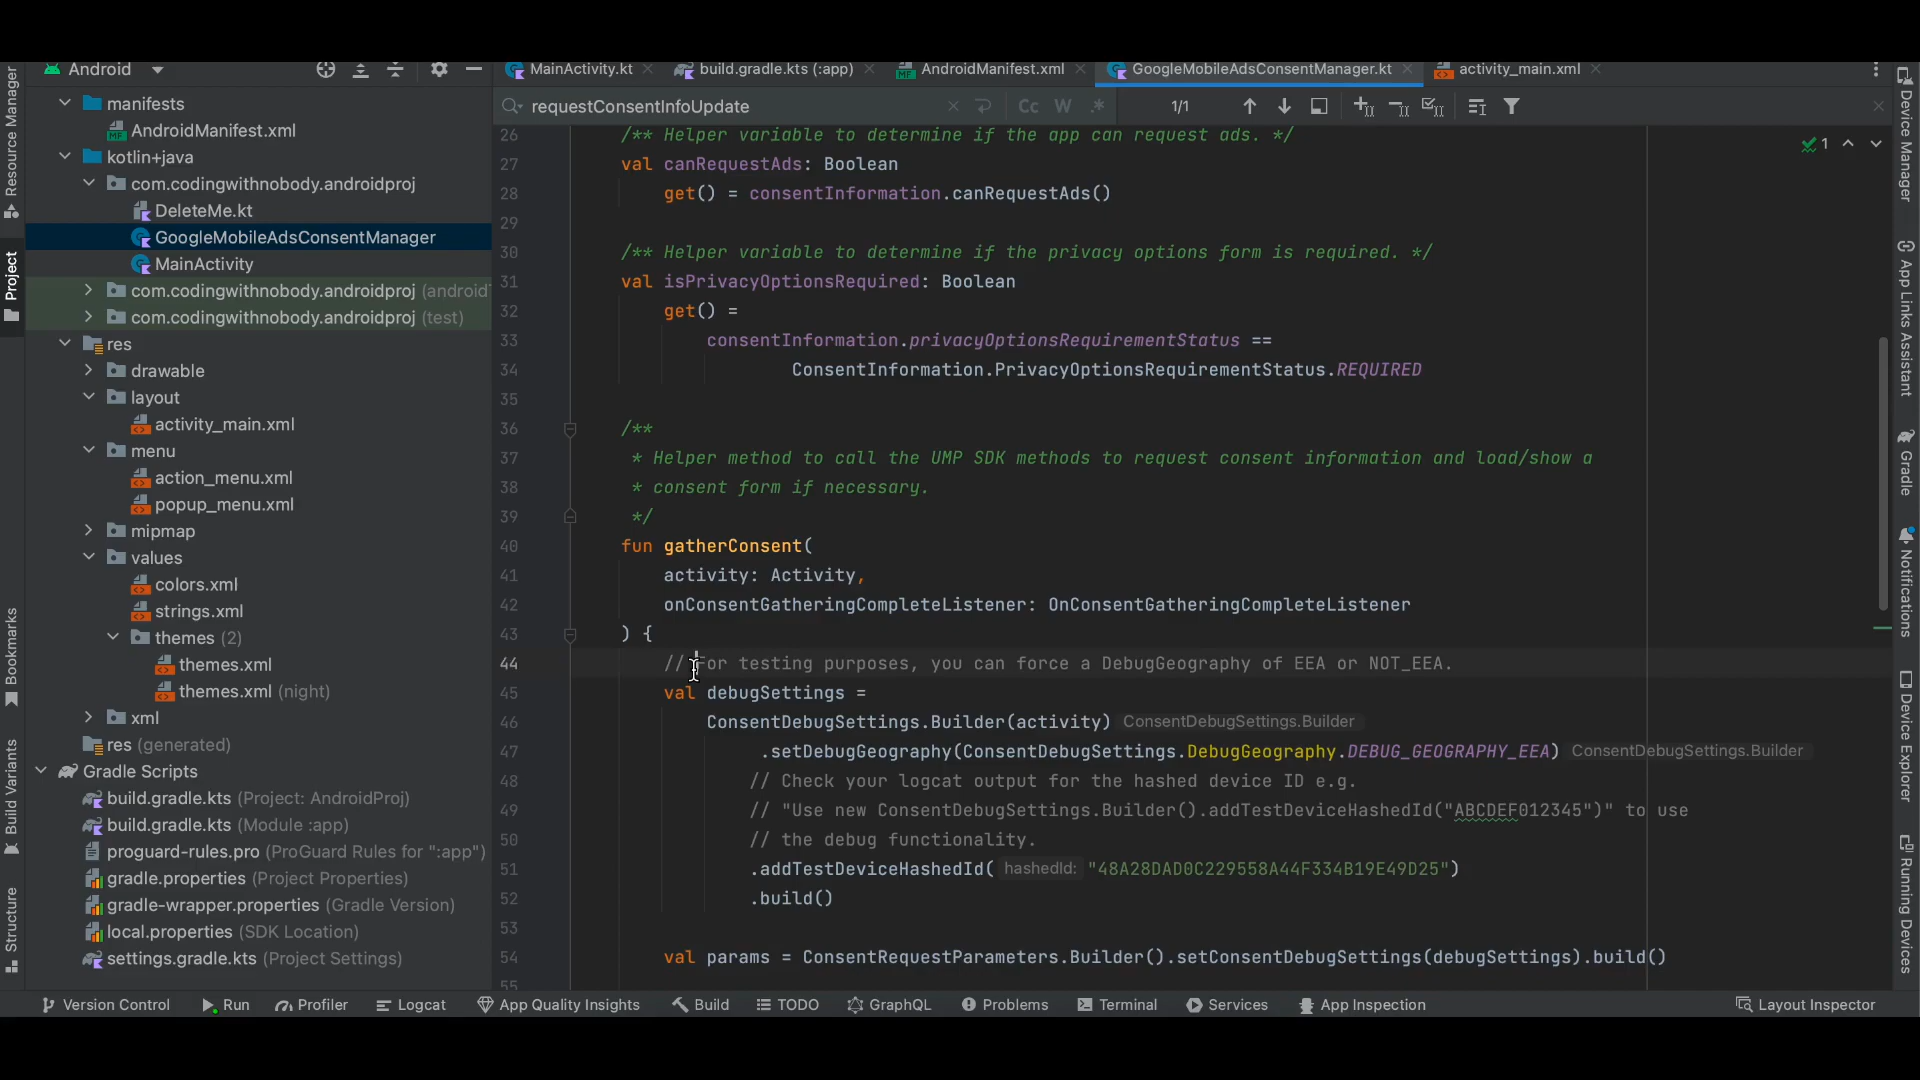 Android
MainActivity.kt
build.gradle.kts (:app)
AndroidManifest.xml
GoogleMobileAdsConsentManager.kt
activity_main.xml
requestConsentInfoUpdate
Cc
W
.*
1/1
Resource Manager
Project
Bookmarks
Build Variants
Structure
manifests
AndroidManifest.xml
kotlin+java
com.codingwithnobody.androidproj
DeleteMe.kt
GoogleMobileAdsConsentManager
MainActivity
com.codingwithnobody.androidproj (android
com.codingwithnobody.androidproj (test)
res
drawable
layout
activity_main.xml
menu
action_menu.xml
popup_menu.xml
mipmap
values
colors.xml
strings.xml
themes (2)
themes.xml
themes.xml (night)
xml
res (generated)
Gradle Scripts
build.gradle.kts (Project: AndroidProj)
build.gradle.kts (Module :app)
proguard-rules.pro (ProGuard Rules for ":app")
gradle.properties (Project Properties)
gradle-wrapper.properties (Gradle Version)
local.properties (SDK Location)
settings.gradle.kts (Project Settings)
26 /** Helper variable to determine if the app can request ads. */
27 val canRequestAds: Boolean
28 get() = consentInformation.canRequestAds()
29
30 /** Helper variable to determine if the privacy options form is required. */
31 val isPrivacyOptionsRequired: Boolean
32 get() =
33 consentInformation.privacyOptionsRequirementStatus ==
34 ConsentInformation.PrivacyOptionsRequirementStatus.REQUIRED
35
36 /**
37 * Helper method to call the UMP SDK methods to request consent information and load/show a
38 * consent form if necessary.
39 */
40 fun gatherConsent(
41 activity: Activity,
42 onConsentGatheringCompleteListener: OnConsentGatheringCompleteListener
43 ) {
44 // For testing purposes, you can force a DebugGeography of EEA or NOT_EEA.
45 val debugSettings =
46 ConsentDebugSettings.Builder(activity) ConsentDebugSettings.Builder
47 .setDebugGeography(ConsentDebugSettings.DebugGeography.DEBUG_GEOGRAPHY_EEA) ConsentDebugSettings.Builder
48 // Check your logcat output for the hashed device ID e.g.
49 // "Use new ConsentDebugSettings.Builder().addTestDeviceHashedId("ABCDEF012345")" to use
50 // the debug functionality.
51 .addTestDeviceHashedId( hashedId: "48A28DAD0C229558A44F334B19E49D25")
52 .build()
53
54 val params = ConsentRequestParameters.Builder().setConsentDebugSettings(debugSettings).build()
55
1
Device Manager
App Links Assistant
Gradle
Notifications
Device Explorer
Running Devices
Version Control
Run
Profiler
Logcat
App Quality Insights
Build
TODO
GraphQL
Problems
Terminal
Services
App Inspection
Layout Inspector